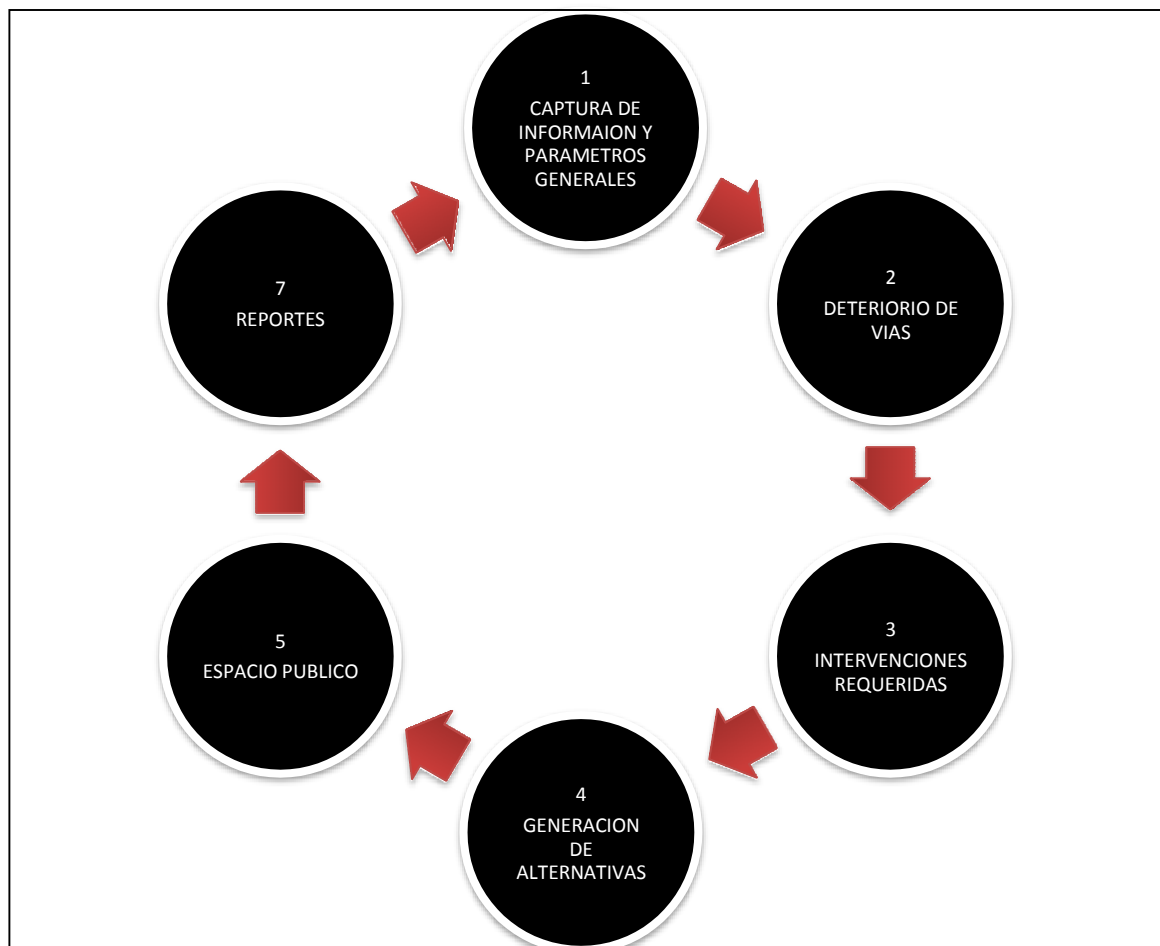 1
CAPTURA DE
INFORMAION Y
PARAMETROS
GENERALES
2
DETERIORO DE
VIAS
3
INTERVENCIONES
REQUERIDAS
4
GENERACION
DE
ALTERNATIVAS
5
ESPACIO PUBLICO
7
REPORTES